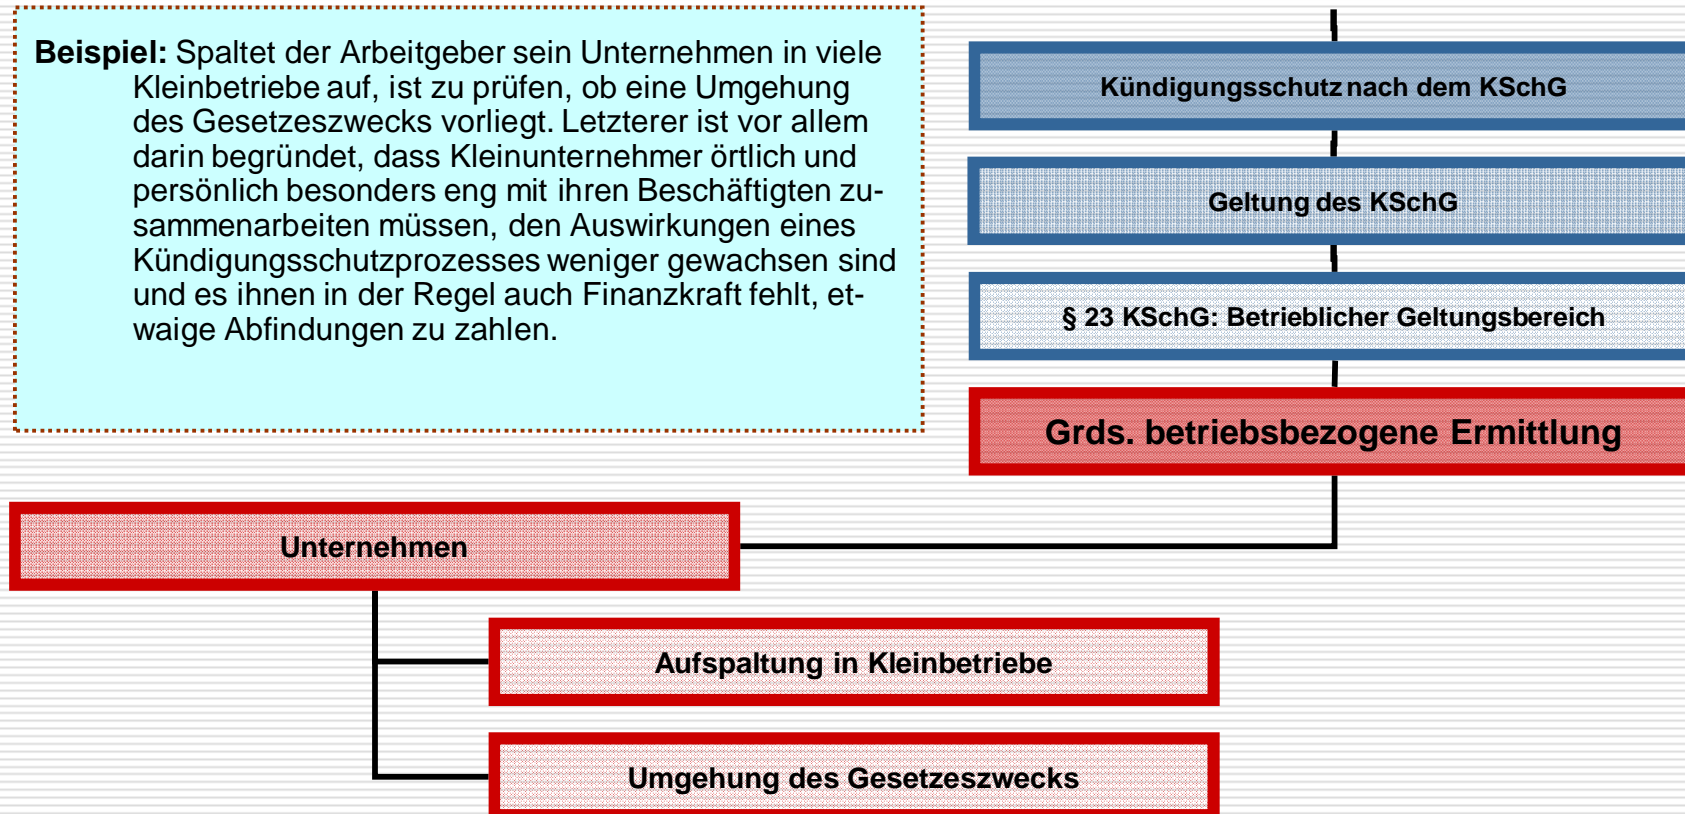 Beispiel: Spaltet der Arbeitgeber sein Unternehmen in viele
Kleinbetriebe auf, ist zu prüfen, ob eine Umgehung
des Gesetzeszwecks vorliegt. Letzterer ist vor allem
darin begründet, dass Kleinunternehmer örtlich und
persönlich besonders eng mit ihren Beschäftigten zu-
sammenarbeiten müssen, den Auswirkungen eines
Kündigungsschutzprozesses weniger gewachsen sind
und es ihnen in der Regel auch Finanzkraft fehlt, et-
waige Abfindungen zu zahlen.
Kündigungsschutz nach dem KSchG
Geltung des KSchG
§ 23 KSchG: Betrieblicher Geltungsbereich
Grds. betriebsbezogene Ermittlung
Unternehmen
Aufspaltung in Kleinbetriebe
Umgehung des Gesetzeszwecks